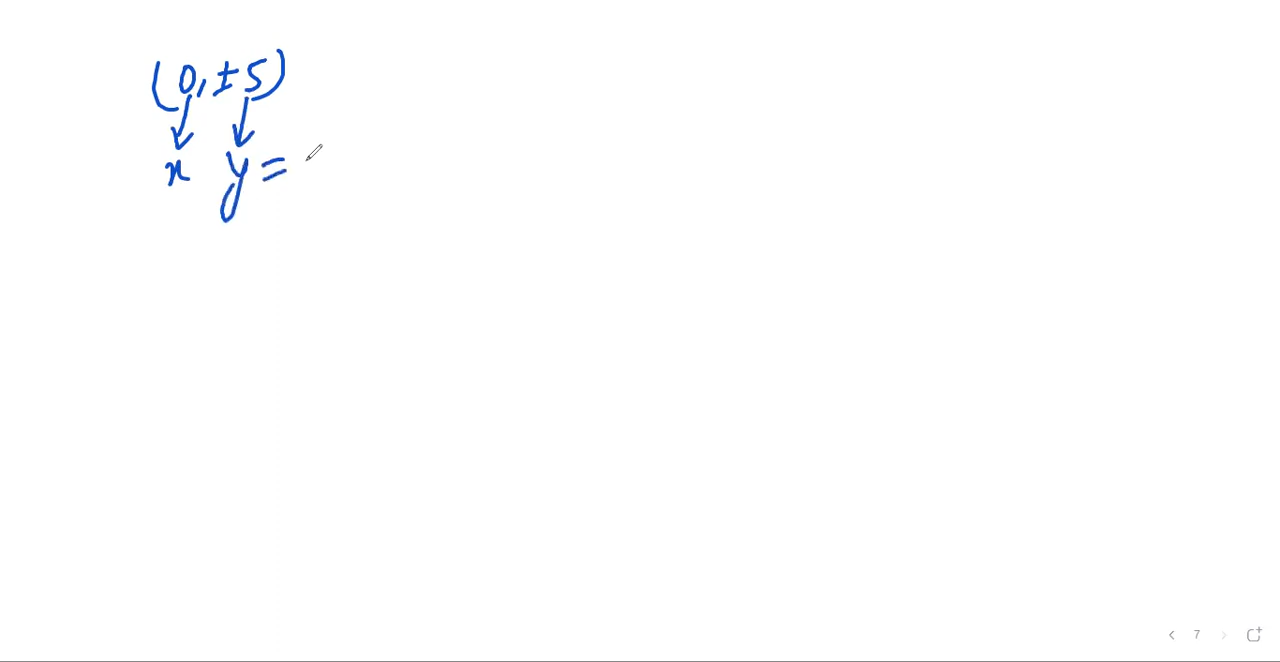 (0, ±5)
x y =
7